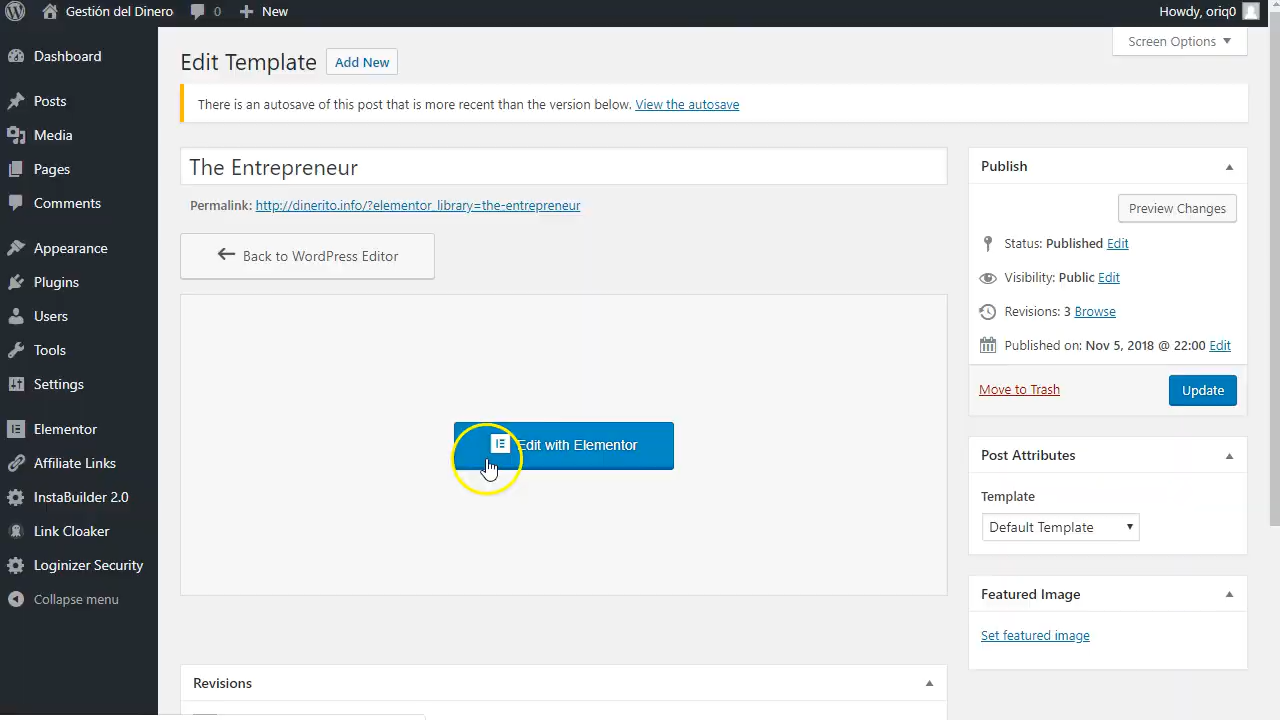 Gestión del Dinero
0
New
Howdy, oriq0
Screen Options
Dashboard
Posts
Media
Pages
Comments
Appearance
Plugins
Users
Tools
Settings
Elementor
Affiliate Links
InstaBuilder 2.0
Link Cloaker
Loginizer Security
Collapse menu
Edit Template
Add New
There is an autosave of this post that is more recent than the version below. View the autosave
The Entrepreneur
Permalink: http://dinerito.info/?elementor_library=the-entrepreneur
Back to WordPress Editor
Edit with Elementor
Revisions
Publish
Preview Changes
Status: Published Edit
Visibility: Public Edit
Revisions: 3 Browse
Published on: Nov 5, 2018 @ 22:00 Edit
Move to Trash
Update
Post Attributes
Template
Default Template
Featured Image
Set featured image